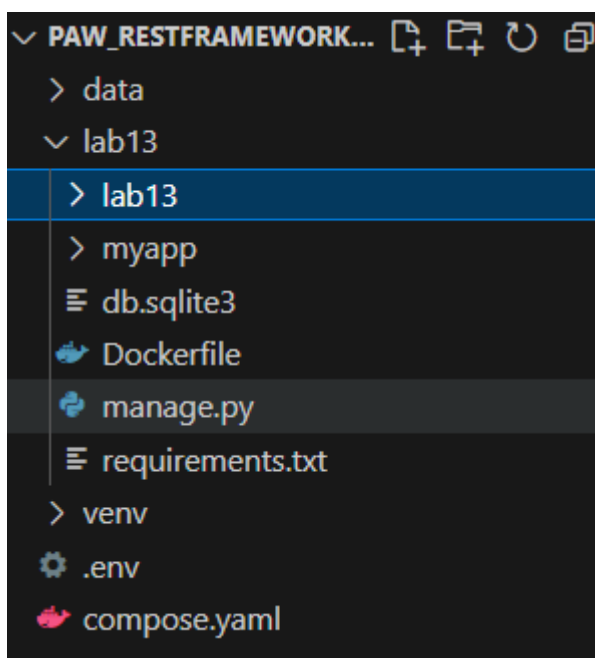 PAW_RESTFRAMEWORK...
data
lab13
lab13
myapp
db.sqlite3
Dockerfile
manage.py
requirements.txt
venv
.env
compose.yaml